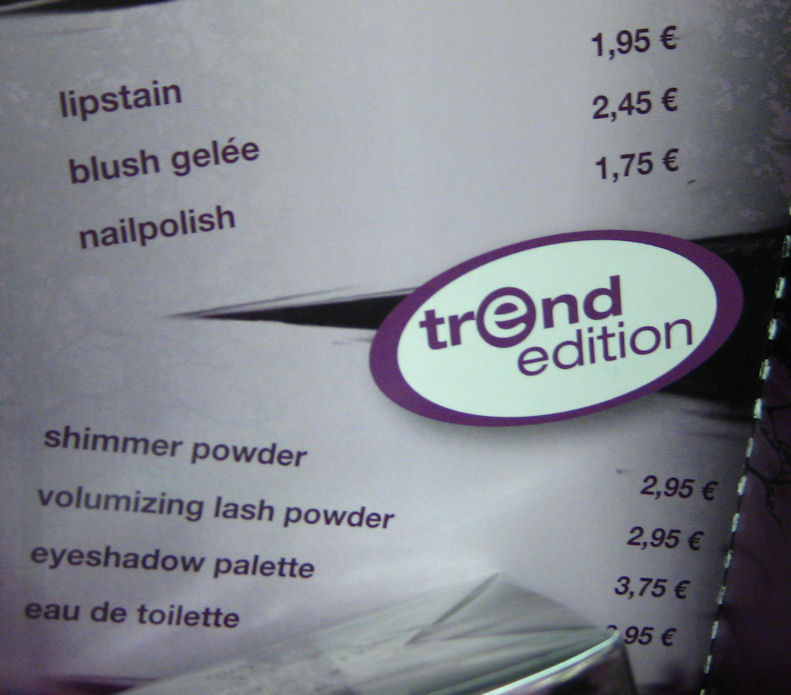 lipstain 1,95 €
blush gelée 2,45 €
nailpolish 1,75 €
trend
edition
shimmer powder 2,95 €
volumizing lash powder 2,95 €
eyeshadow palette 3,75 €
eau de toilette ,95 €